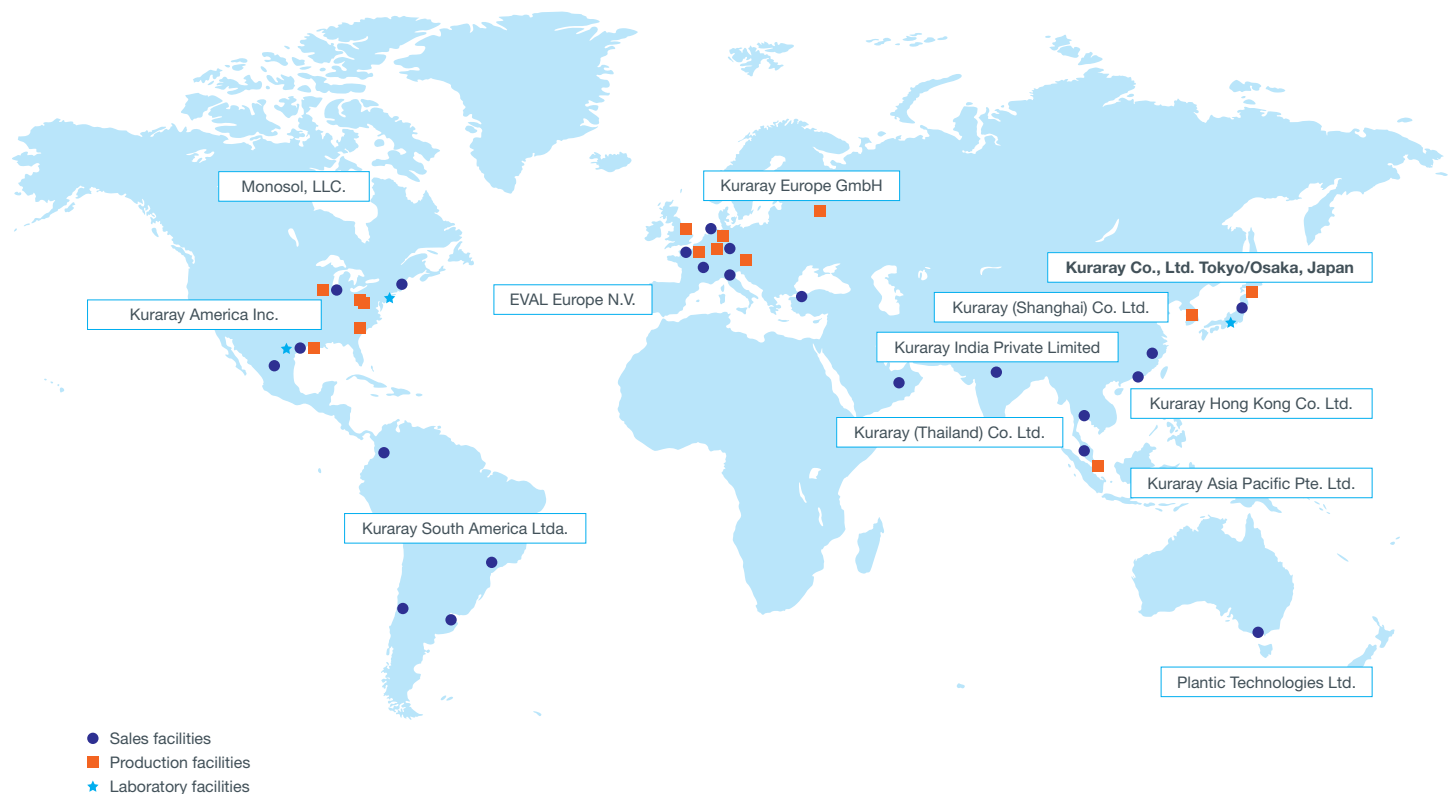 Monosol, LLC.
Kuraray Europe GmbH
Kuraray Co., Ltd. Tokyo/Osaka, Japan
EVAL Europe N.V.
Kuraray (Shanghai) Co. Ltd.
Kuraray America Inc.
Kuraray India Private Limited
Kuraray Hong Kong Co. Ltd.
Kuraray (Thailand) Co. Ltd.
Kuraray Asia Pacific Pte. Ltd.
Kuraray South America Ltda.
Plantic Technologies Ltd.
Sales facilities
Production facilities
Laboratory facilities